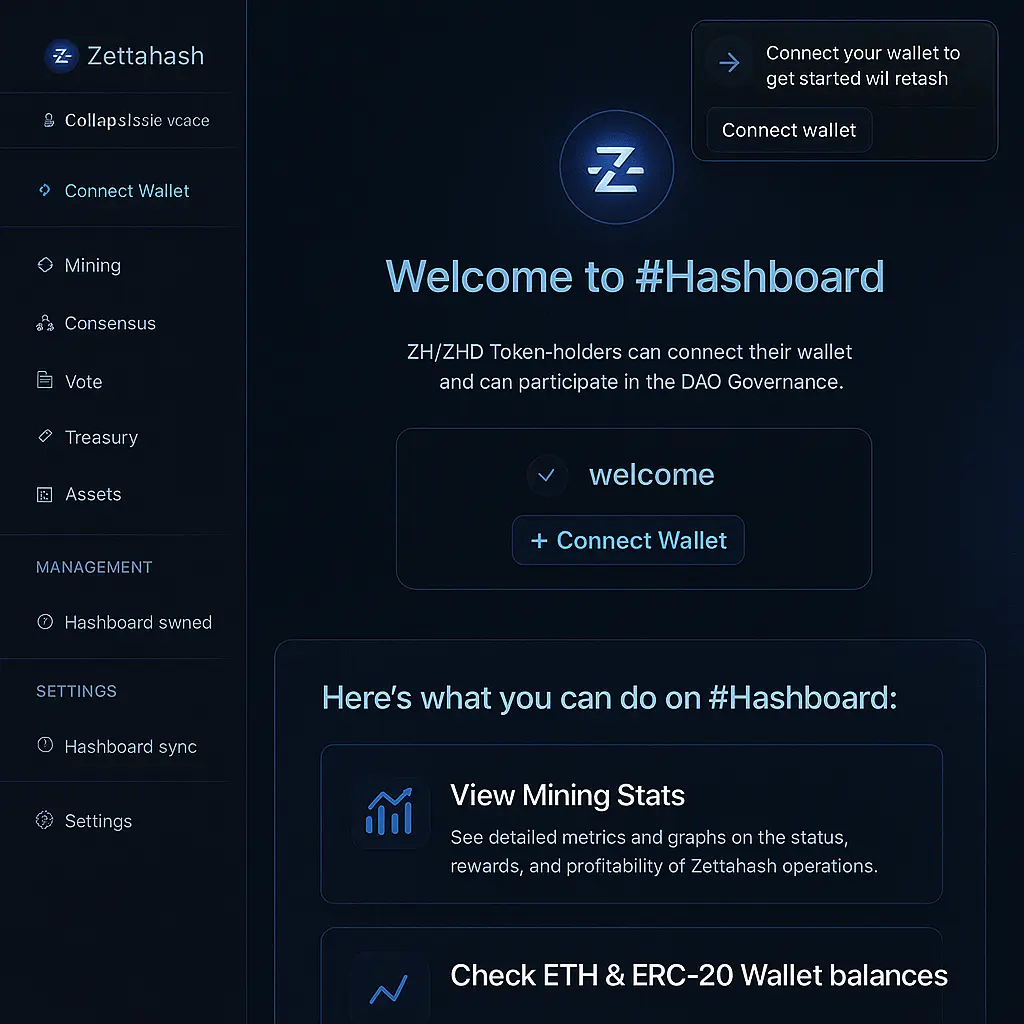 Zettahash
Collapslssie vcace
Connect Wallet
Mining
Consensus
Vote
Treasury
Assets
MANAGEMENT
Hashboard swned
SETTINGS
Hashboard sync
Settings
Connect your wallet to
get started wil retash
Connect wallet
Welcome to #Hashboard
ZH/ZHD Token-holders can connect their wallet
and can participate in the DAO Governance.
welcome
+ Connect Wallet
Here's what you can do on #Hashboard:
View Mining Stats
See detailed metrics and graphs on the status,
rewards, and profitability of Zettahash operations.
Check ETH & ERC-20 Wallet balances